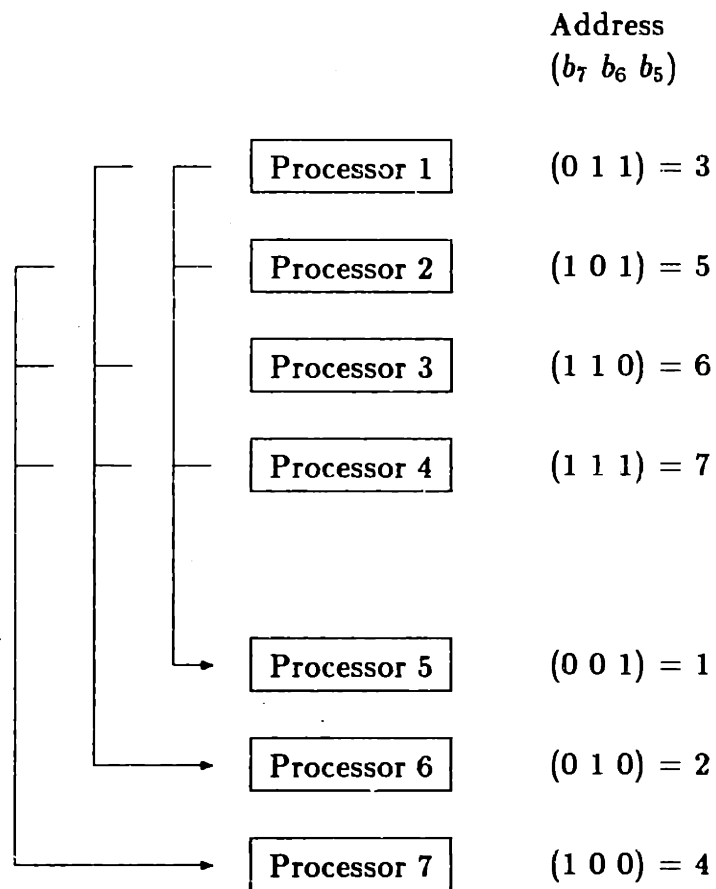 Address
(b₇ b₆ b₅)
Processor 1 (0 1 1) = 3
Processor 2 (1 0 1) = 5
Processor 3 (1 1 0) = 6
Processor 4 (1 1 1) = 7
Processor 5 (0 0 1) = 1
Processor 6 (0 1 0) = 2
Processor 7 (1 0 0) = 4